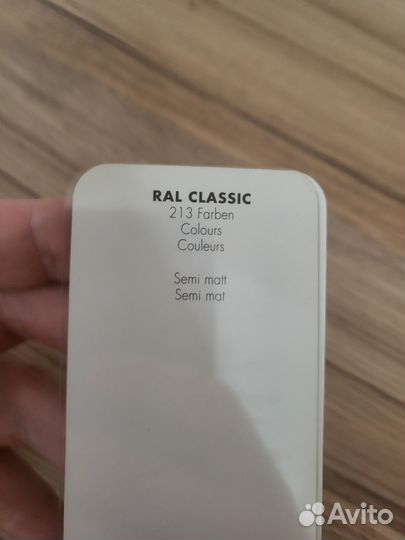 RAL CLASSIC
213 Farben
Colours
Couleurs
Semi matt
Semi mat
Avito